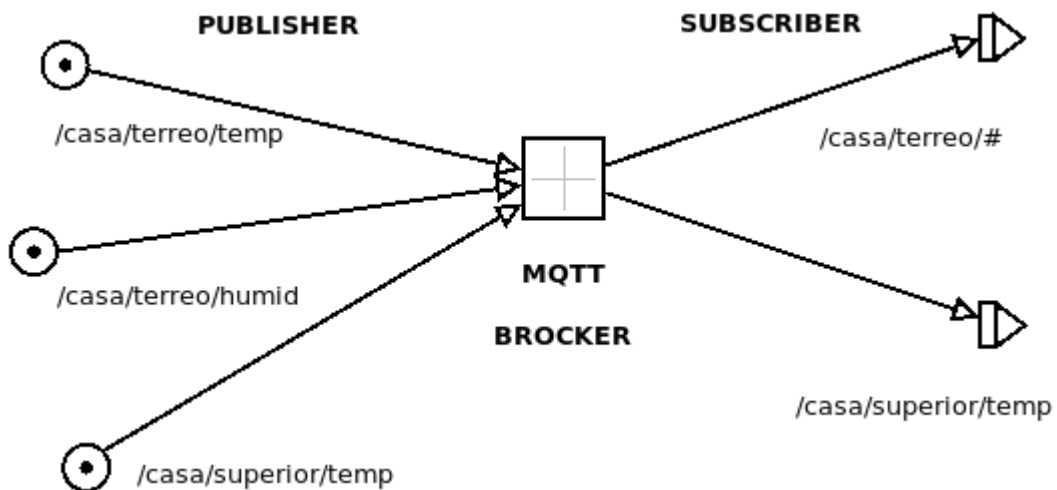 PUBLISHER
SUBSCRIBER
/casa/terreo/temp
/casa/terreo/#
/casa/terreo/humid
MQTT
BROCKER
/casa/superior/temp
/casa/superior/temp